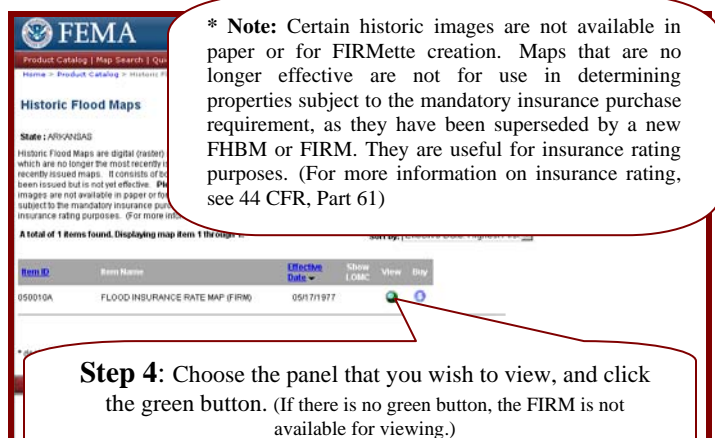 FEMA
* Note: Certain historic images are not available in
paper or for FIRMette creation. Maps that are no
longer effective are not for use in determining
properties subject to the mandatory insurance purchase
requirement, as they have been superseded by a new
FHBM or FIRM. They are useful for insurance rating
purposes. (For more information on insurance rating,
see 44 CFR, Part 61)
Product Catalog | Map Search |
Home > Product Catalog > Historic
Historic Flood Maps
State : ARKANSAS
Historic Flood Maps are digital (raster)
which are no longer the most recently
recently issued maps. It consists of
been issued but is not yet effective.
images are not available in paper or
subject to the mandatory insurance
insurance rating purposes. (For more
A total of 1 items found. Displaying map item 1 through
Sort By:
Item ID Item Name Effective Date Show LOMC View Buy
050010A FLOOD INSURANCE RATE MAP (FIRM) 05/17/1977
Step 4: Choose the panel that you wish to view, and click
the green button. (If there is no green button, the FIRM is not
available for viewing.)